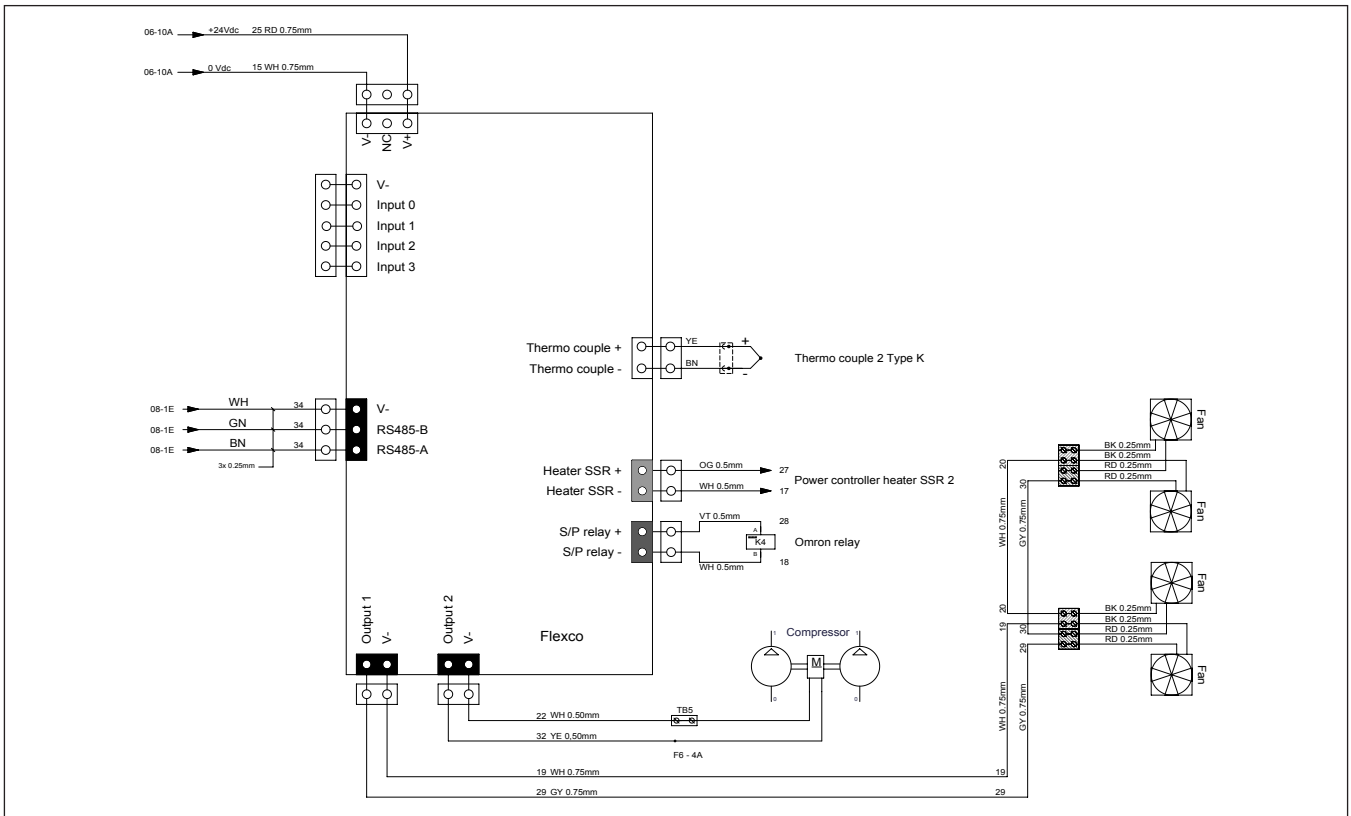 06-10A +24Vdc 25 RD 0.75mm
06-10A 0 Vdc 15 WH 0.75mm
V- NC V+
V-
Input 0
Input 1
Input 2
Input 3
Thermo couple + YE +
Thermo couple - BN -
Thermo couple 2 Type K
08-1E WH 34 V-
08-1E GN 34 RS485-B
08-1E BN 34 RS485-A
3x 0.25mm
Heater SSR + OG 0.5mm 27
Heater SSR - WH 0.5mm 17
Power controller heater SSR 2
S/P relay + VT 0.5mm 28
A K4 B Omron relay
S/P relay - WH 0.5mm 18
Output 1 V- Output 2 V-
Flexco
Compressor
1 M 1
0 0
22 WH 0.50mm TB5
32 YE 0,50mm
F6 - 4A
19 WH 0.75mm 19
29 GY 0.75mm 29
Fan
BK 0.25mm
BK 0.25mm
RD 0.25mm
RD 0.25mm
20 30
Fan
WH 0.75mm GY 0.75mm
Fan
20 BK 0.25mm
19 BK 0.25mm
30 RD 0.25mm
29 RD 0.25mm
Fan
WH 0.75mm GY 0.75mm